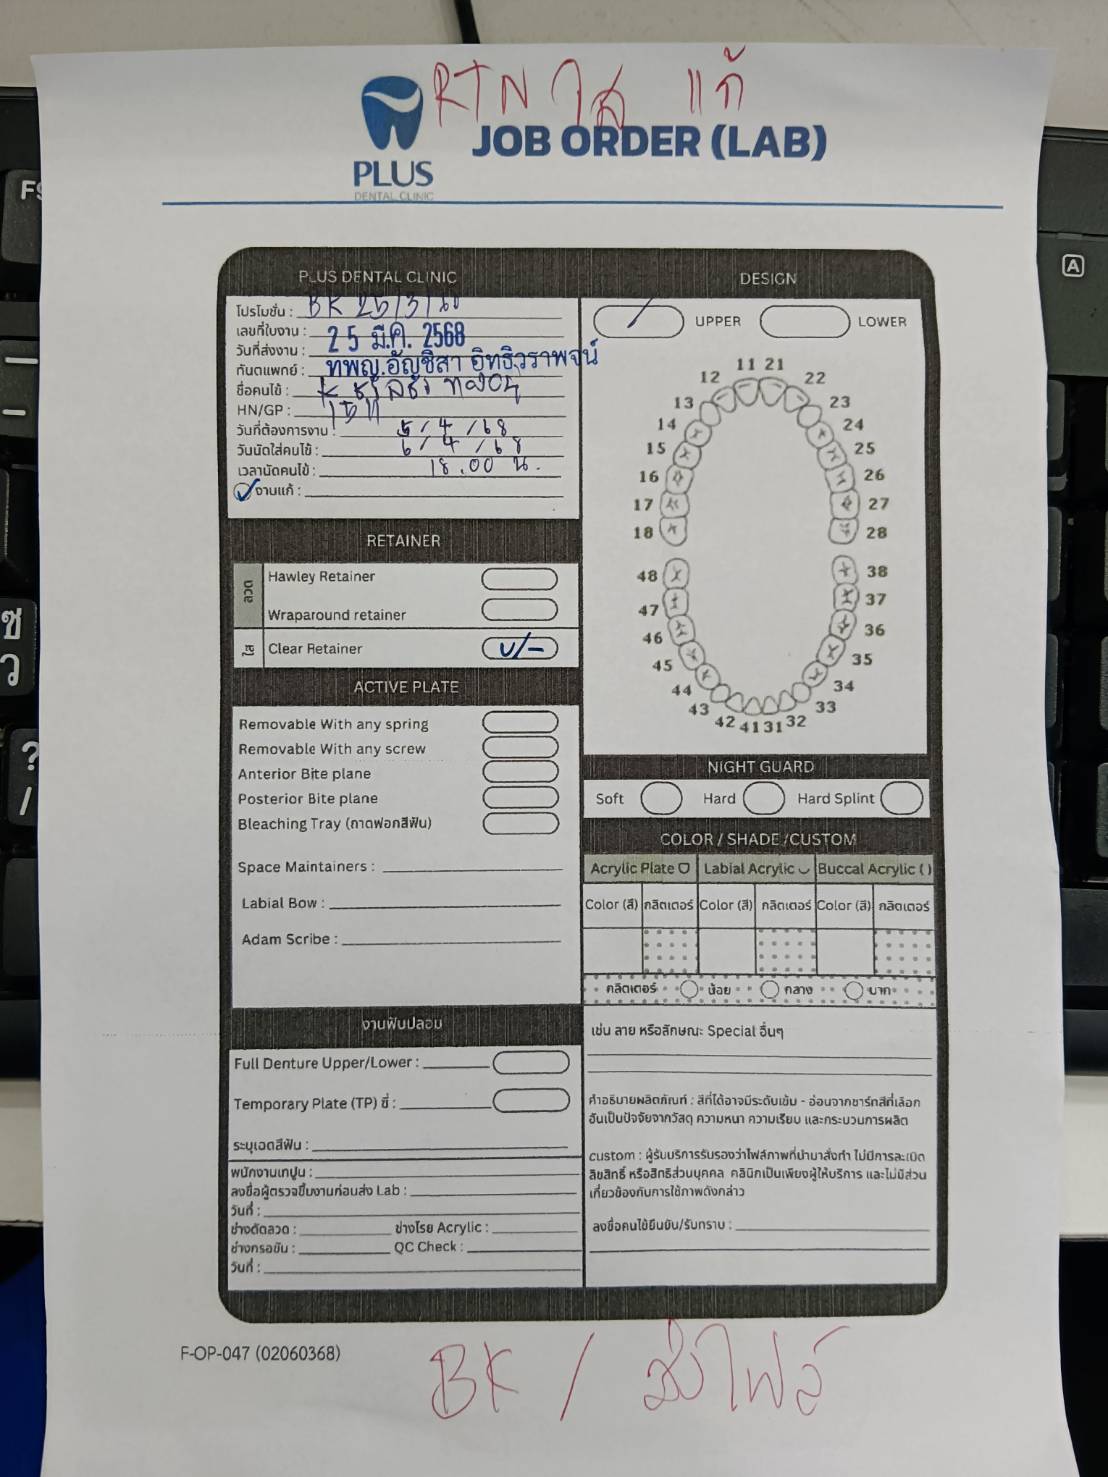 RTN ใส แก้
PLUS
DENTAL CLINIC
JOB ORDER (LAB)
PLUS DENTAL CLINIC
โปรโมชั่น :
เลขที่ใบงาน : BK 25/3/68
วันที่ส่งงาน : 25 มี.ค. 2568
ทันตแพทย์ : ทพญ.อัญชิสา อิทธิวราพจน์
ชื่อคนไข้ :
HN/GP :
วันที่ต้องการงาน : 5/4/68
วันนัดใส่คนไข้ : 6/4/68
เวลานัดคนไข้ : 18.00 น.
งานแก้ :
RETAINER
ลวด
Hawley Retainer
Wraparound retainer
ใส
Clear Retainer U/-
ACTIVE PLATE
Removable With any spring
Removable With any screw
Anterior Bite plane
Posterior Bite plane
Bleaching Tray (ถาดฟอกสีฟัน)
Space Maintainers :
Labial Bow :
Adam Scribe :
งานฟันปลอม
Full Denture Upper/Lower :
Temporary Plate (TP) ซี่ :
ระบุเฉดสีฟัน :
พนักงานเทปูน :
ลงชื่อผู้ตรวจชิ้นงานก่อนส่ง Lab :
วันที่ :
ช่างดัดลวด : ช่างโรย Acrylic :
ช่างกรอขัน : QC Check :
วันที่ :
DESIGN
UPPER LOWER
11 21
12 22
13 23
14 24
15 25
16 26
17 27
18 28
48 38
47 37
46 36
45 35
44 34
43 33
42 41 31 32
NIGHT GUARD
Soft Hard Hard Splint
COLOR / SHADE /CUSTOM
Acrylic Plate Labial Acrylic Buccal Acrylic ( )
Color (สี) กลิตเตอร์ Color (สี) กลิตเตอร์ Color (สี) กลิตเตอร์
กลิตเตอร์ น้อย กลาง มาก
เช่น ลาย หรือลักษณะ Special อื่นๆ
คำอธิบายผลิตภัณฑ์ : สีที่ได้อาจมีระดับเข้ม - อ่อนจากชาร์ทสีที่เลือก
อันเป็นปัจจัยจากวัสดุ ความหนา ความเรียบ และกระบวนการผลิต
custom : ผู้รับบริการรับรองว่าไฟล์ภาพที่นำมาสั่งทำ ไม่มีการละเมิด
ลิขสิทธิ์ หรือสิทธิส่วนบุคคล คลินิกเป็นเพียงผู้ให้บริการ และไม่มีส่วน
เกี่ยวข้องกับการใช้ภาพดังกล่าว
ลงชื่อคนไข้ยืนยัน/รับทราบ :
F-OP-047 (02060368)
BK / ส่งไฟล์